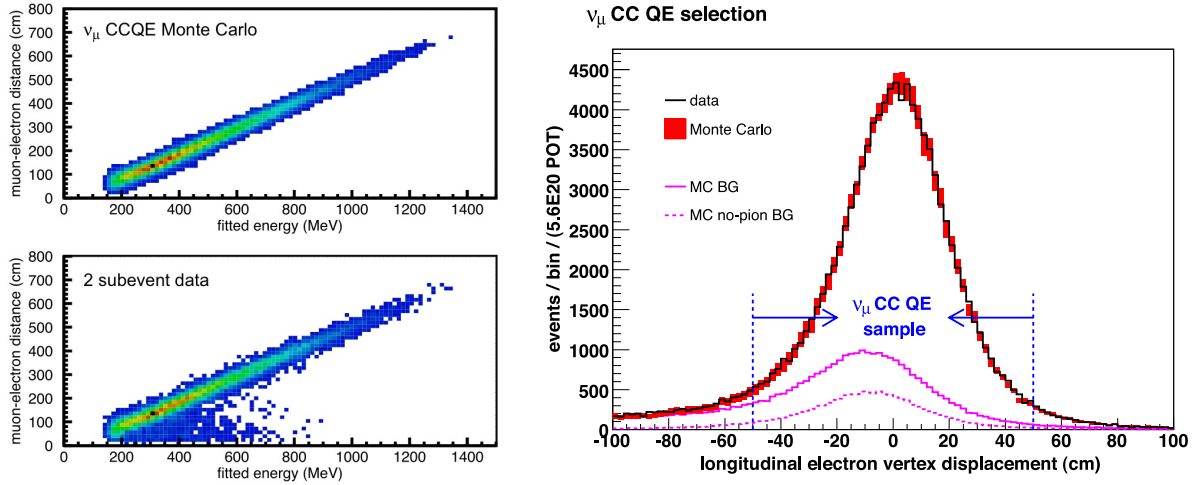 ν_μ CCQE Monte Carlo
muon-electron distance (cm)
800
700
600
500
400
300
200
100
0
0 200 400 600 800 1000 1200 1400
fitted energy (MeV)
2 subevent data
muon-electron distance (cm)
800
700
600
500
400
300
200
100
0
0 200 400 600 800 1000 1200 1400
fitted energy (MeV)
ν_μ CC QE selection
events / bin / (5.6E20 POT)
4500
4000
3500
3000
2500
2000
1500
1000
500
0
data
Monte Carlo
MC BG
MC no-pion BG
ν_μ CC QE
sample
-100 -80 -60 -40 -20 0 20 40 60 80 100
longitudinal electron vertex displacement (cm)